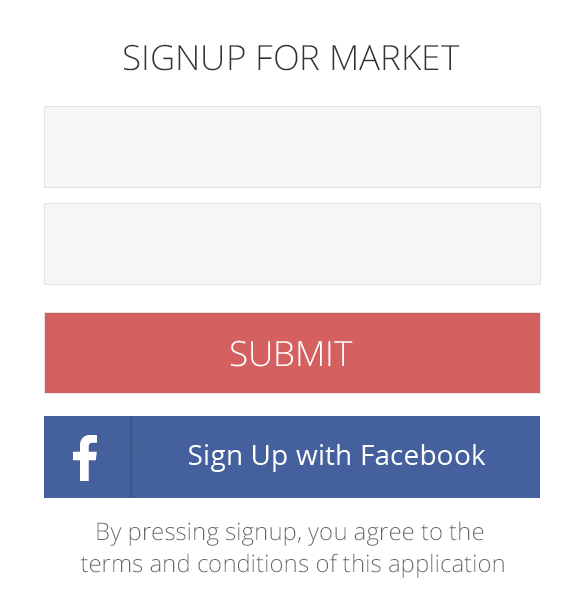 SIGNUP FOR MARKET
SUBMIT
Sign Up with Facebook
By pressing signup, you agree to the
terms and conditions of this application